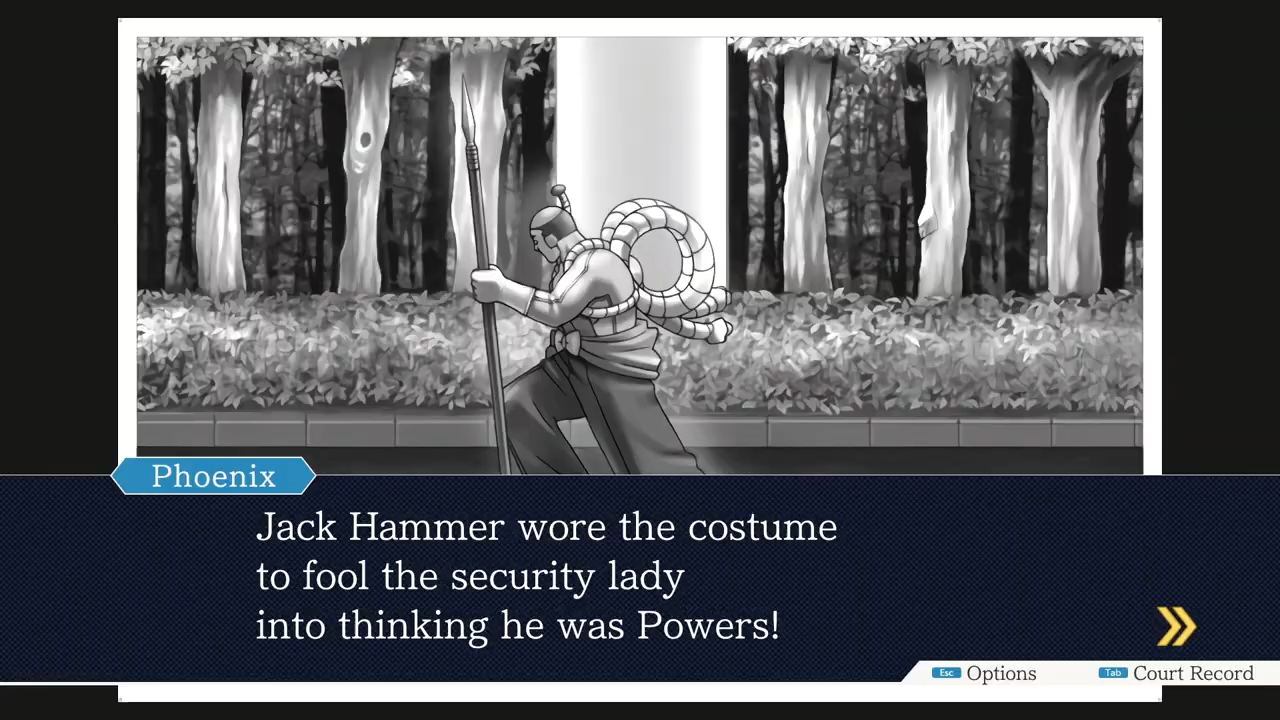 Phoenix
Jack Hammer wore the costume
to fool the security lady
into thinking he was Powers!
Esc Options Tab Court Record